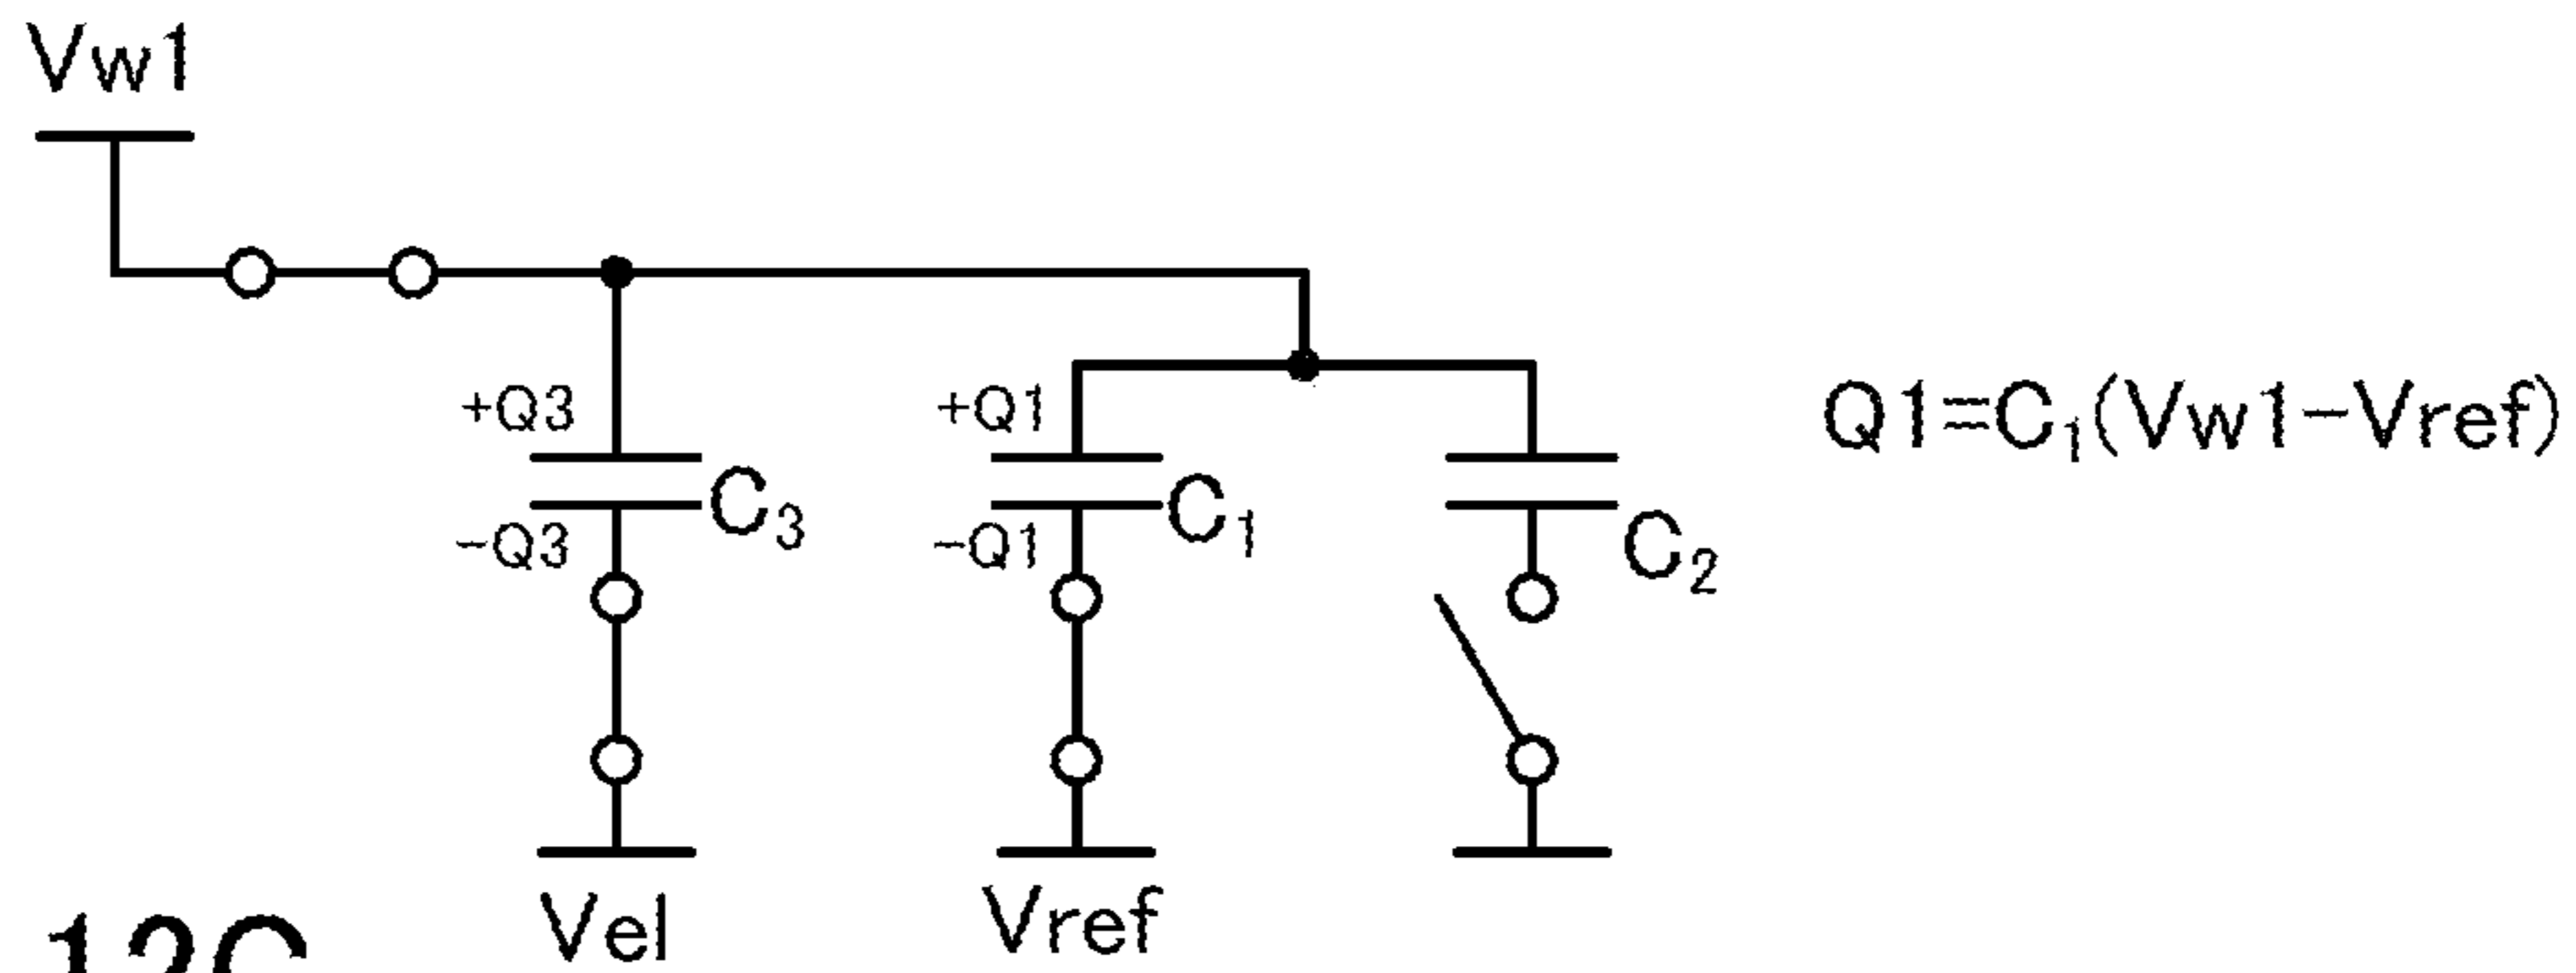 Vw1
+Q3
+Q1
Q1=C₁(Vw1-Vref)
C₃
C₁
-Q3
-Q1
C₂
Vel
Vref